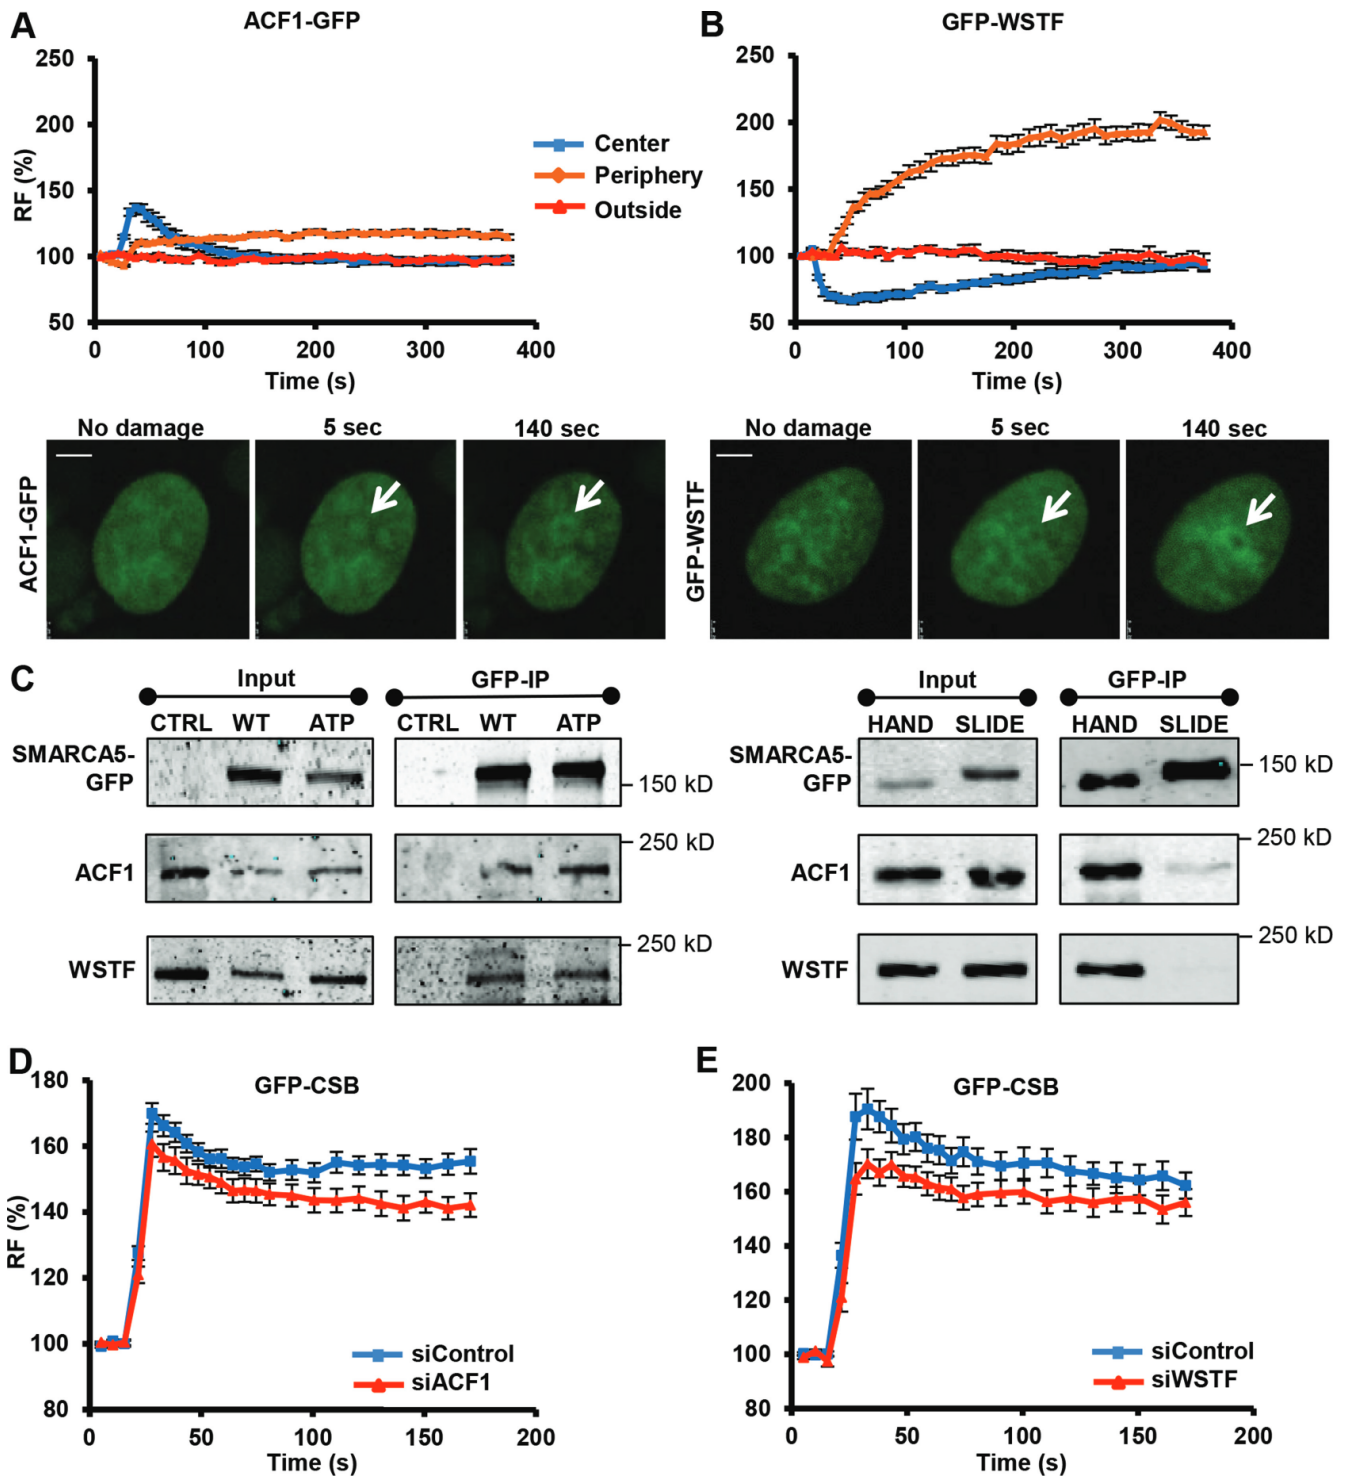 A
ACF1-GFP
RF (%)
250
200
150
100
50
0
100
200
300
400
Time (s)
Center
Periphery
Outside
B
GFP-WSTF
250
200
150
100
50
0
100
200
300
400
Time (s)
No damage
5 sec
140 sec
ACF1-GFP
No damage
5 sec
140 sec
GFP-WSTF
C
Input
GFP-IP
CTRL WT ATP
CTRL WT ATP
SMARCA5-
GFP
150 kD
ACF1
250 kD
WSTF
250 kD
Input
GFP-IP
HAND SLIDE
HAND SLIDE
SMARCA5-
GFP
150 kD
ACF1
250 kD
WSTF
250 kD
D
GFP-CSB
RF (%)
180
160
140
120
100
80
0
50
100
150
200
Time (s)
siControl
siACF1
E
GFP-CSB
200
180
160
140
120
100
80
0
50
100
150
200
Time (s)
siControl
siWSTF